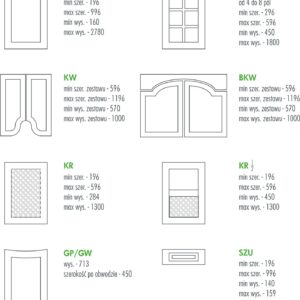 min szer. - 196
max szer. - 996
min wys. - 160
max wys. - 2780
od 4 do 8 pól
min szer. - 296
max szer. - 596
min wys. - 450
max wys. - 1800
KW
min szer. zestawu - 596
max szer. zestawu - 1196
min wys. zestawu - 570
max wys. zestawu - 1000
BKW
min szer. zestawu - 596
max szer. zestawu - 1196
min wys. zestawu - 570
max wys. zestawu - 1000
KR
min szer. - 196
max szer. - 596
min wys. - 284
max wys. - 1300
KR ½
min szer. - 196
max szer. - 596
min wys. - 450
max wys. - 1300
GP/GW
wys. - 713
szerokość po obwodzie - 450
SZU
min szer. - 196
max szer. - 996
min wys. - 140
max wys. - 159